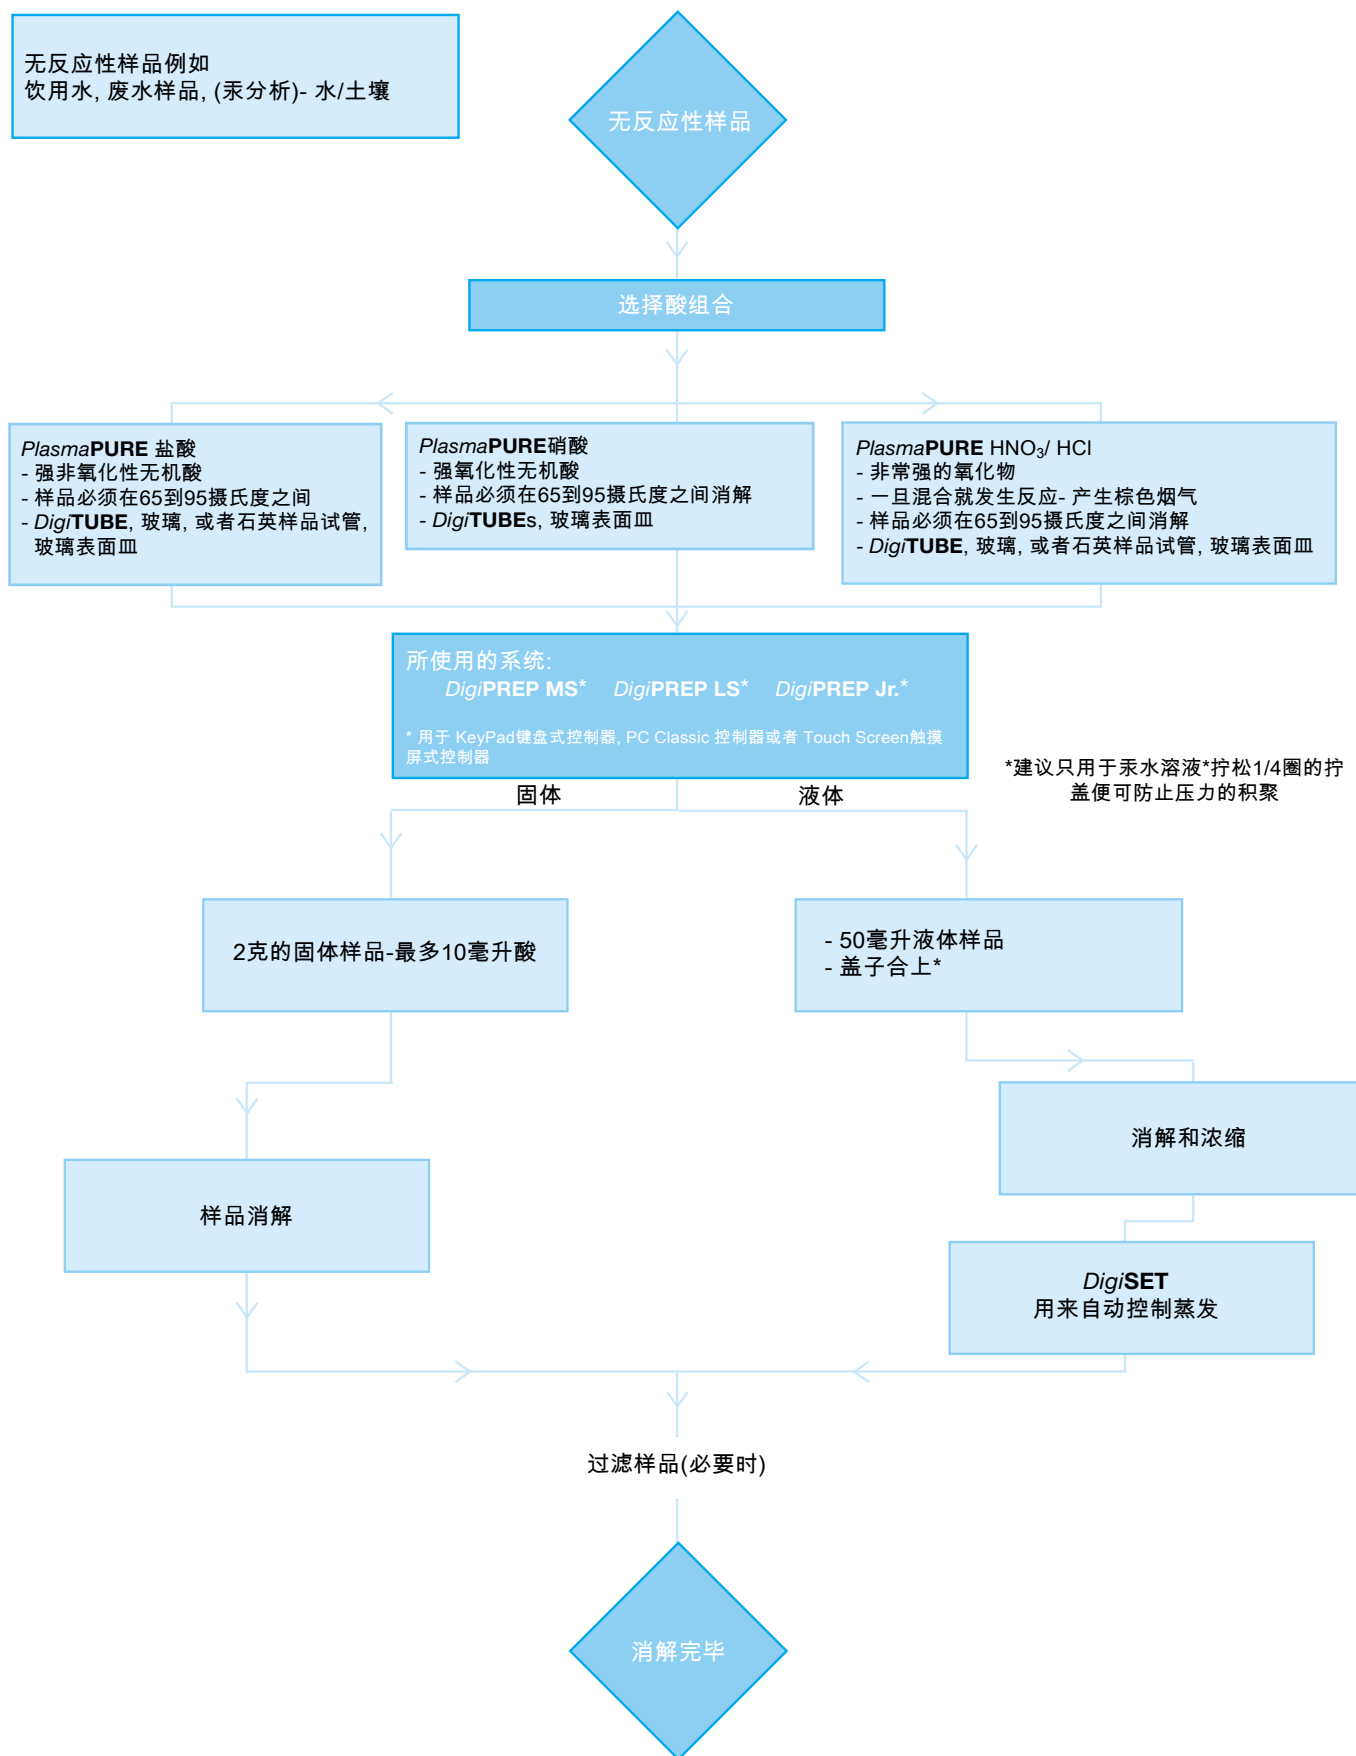 无反应性样品例如
饮用水, 废水样品, (汞分析)- 水/土壤
无反应性样品
选择酸组合
PlasmaPURE 盐酸
- 强非氧化性无机酸
- 样品必须在65到95摄氏度之间
- DigiTUBE, 玻璃, 或者石英样品试管,
玻璃表面皿
PlasmaPURE硝酸
- 强氧化性无机酸
- 样品必须在65到95摄氏度之间消解
- DigiTUBEs, 玻璃表面皿
PlasmaPURE HNO₃/ HCl
- 非常强的氧化物
- 一旦混合就发生反应- 产生棕色烟气
- 样品必须在65到95摄氏度之间消解
- DigiTUBE, 玻璃, 或者石英样品试管, 玻璃表面皿
所使用的系统:
DigiPREP MS* DigiPREP LS* DigiPREP Jr.*
* 用于 KeyPad键盘式控制器, PC Classic 控制器或者 Touch Screen触摸
屏式控制器
*建议只用于汞水溶液*拧松1/4圈的拧
盖便可防止压力的积聚
固体
液体
2克的固体样品-最多10毫升酸
- 50毫升液体样品
- 盖子合上*
消解和浓缩
样品消解
DigiSET
用来自动控制蒸发
过滤样品(必要时)
消解完毕